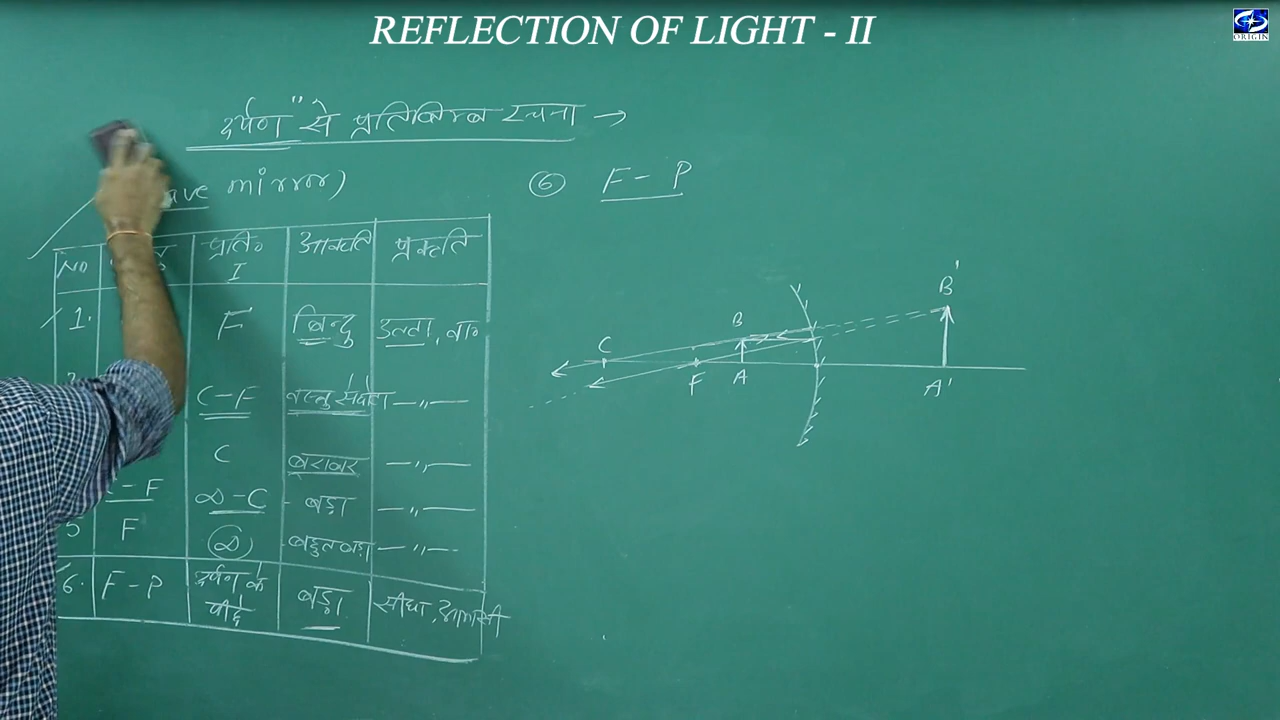 REFLECTION OF LIGHT - II
ORIGIN
दर्पण" से प्रतिबिम्ब रचना →
ave mirror)
⑥ F - P
No प्रति० आकृति प्रकृति
I
1. F बिन्दु उल्टा, वा०
C - F वस्तु से छोटा —"—
C बराबर —"—
- F ∞ - C बड़ा —"—
5 F ∞ बहुत बड़ा —"—
6. F - P दर्पण के पीछे बड़ा सीधा, आभासी
B'
B
C
F A A'